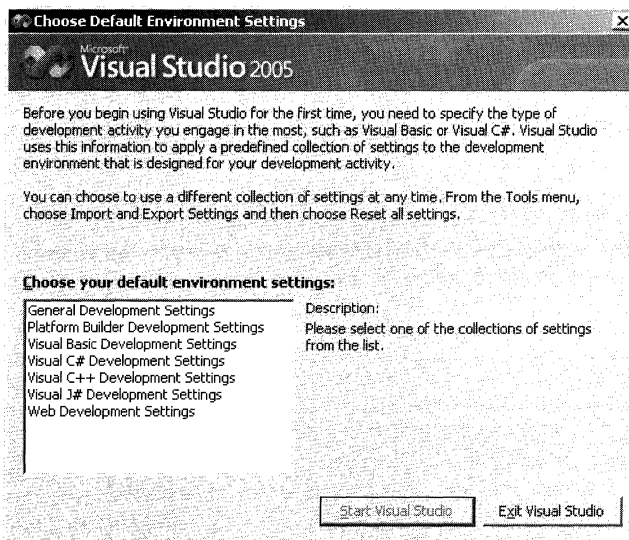 Choose Default Environment Settings
Microsoft
Visual Studio 2005
Before you begin using Visual Studio for the first time, you need to specify the type of
development activity you engage in the most, such as Visual Basic or Visual C#. Visual Studio
uses this information to apply a predefined collection of settings to the development
environment that is designed for your development activity.
You can choose to use a different collection of settings at any time. From the Tools menu,
choose Import and Export Settings and then choose Reset all settings.
Choose your default environment settings:
General Development Settings
Platform Builder Development Settings
Visual Basic Development Settings
Visual C# Development Settings
Visual C++ Development Settings
Visual J# Development Settings
Web Development Settings
Description:
Please select one of the collections of settings
from the list.
Start Visual Studio
Exit Visual Studio